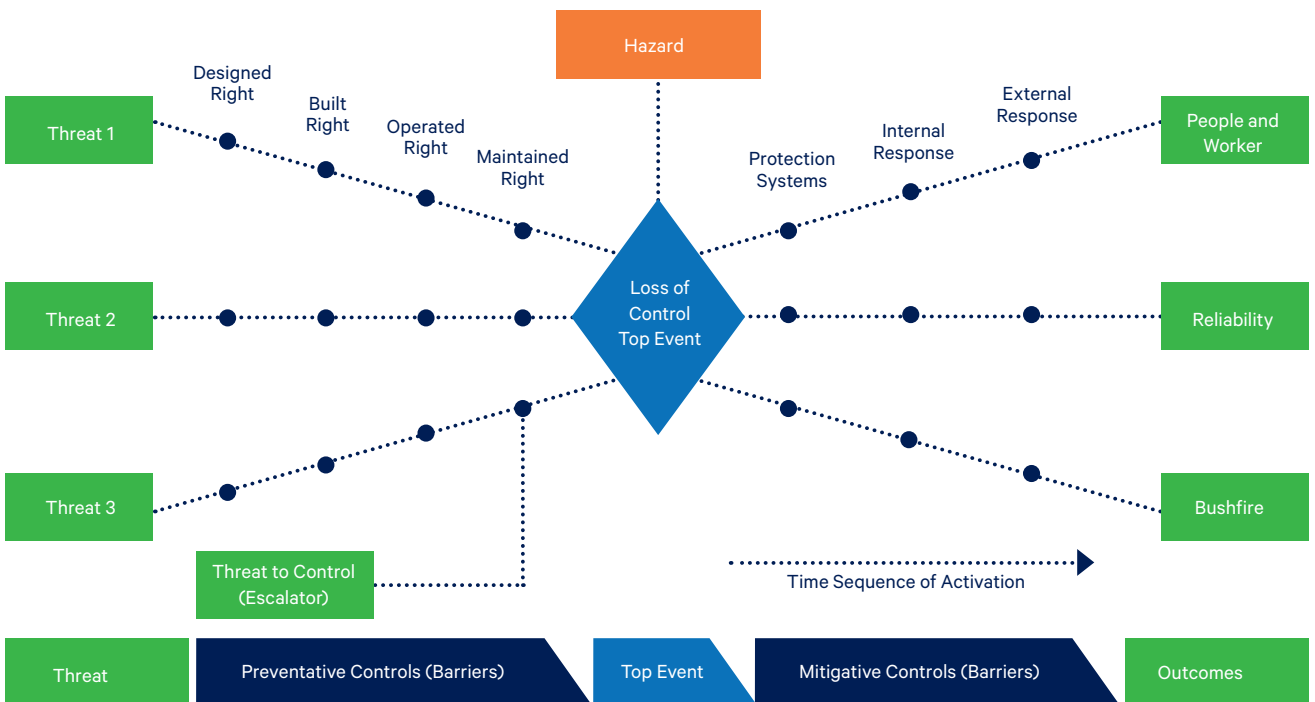 Hazard
Designed
Right
Built
Right
Operated
Right
Maintained
Right
Protection
Systems
Internal
Response
External
Response
Threat 1
People and
Worker
Loss of
Control
Top Event
Threat 2
Reliability
Threat 3
Bushfire
Threat to Control
(Escalator)
Time Sequence of Activation
Threat
Preventative Controls (Barriers)
Top Event
Mitigative Controls (Barriers)
Outcomes